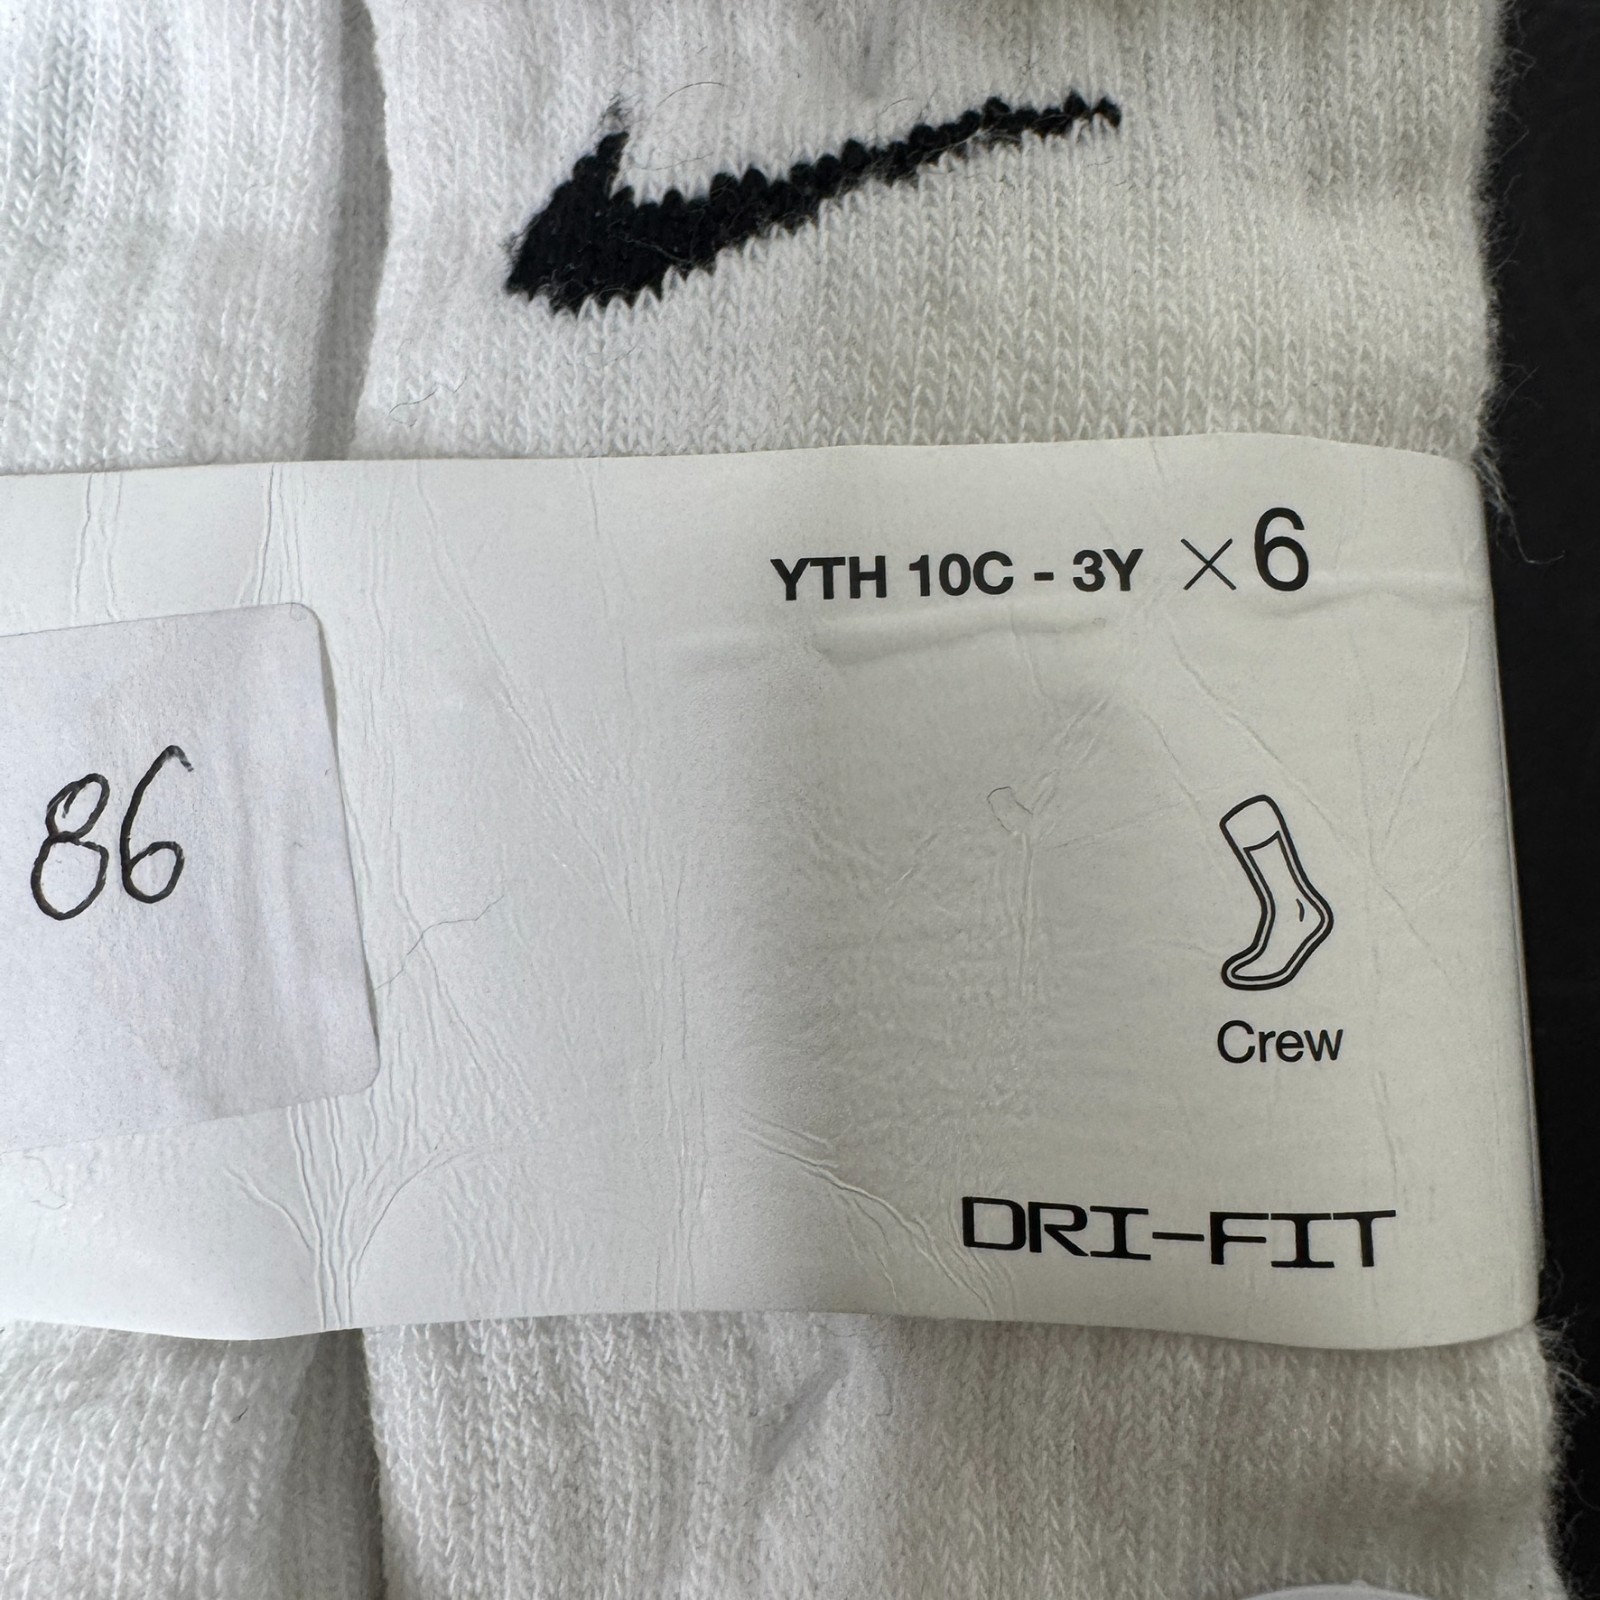 YTH 10C - 3Y ×6
86
Crew
DRI-FIT